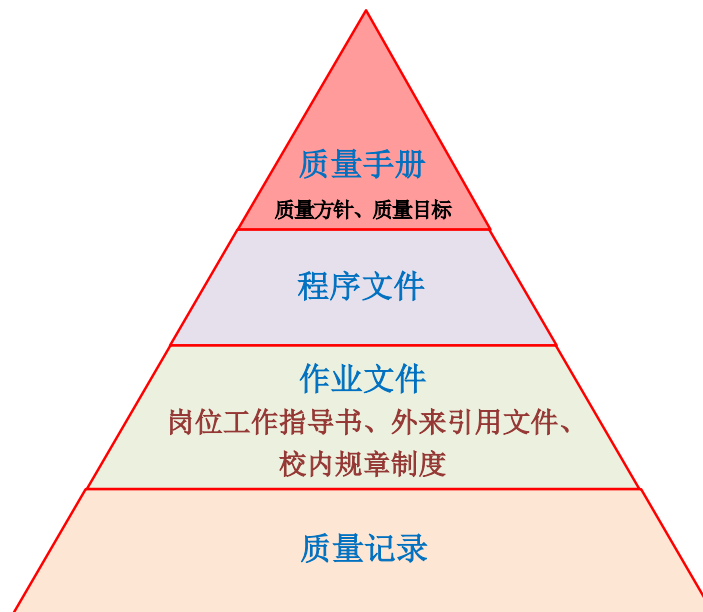 质量手册
质量方针、质量目标
程序文件
作业文件
岗位工作指导书、外来引用文件、
校内规章制度
质量记录